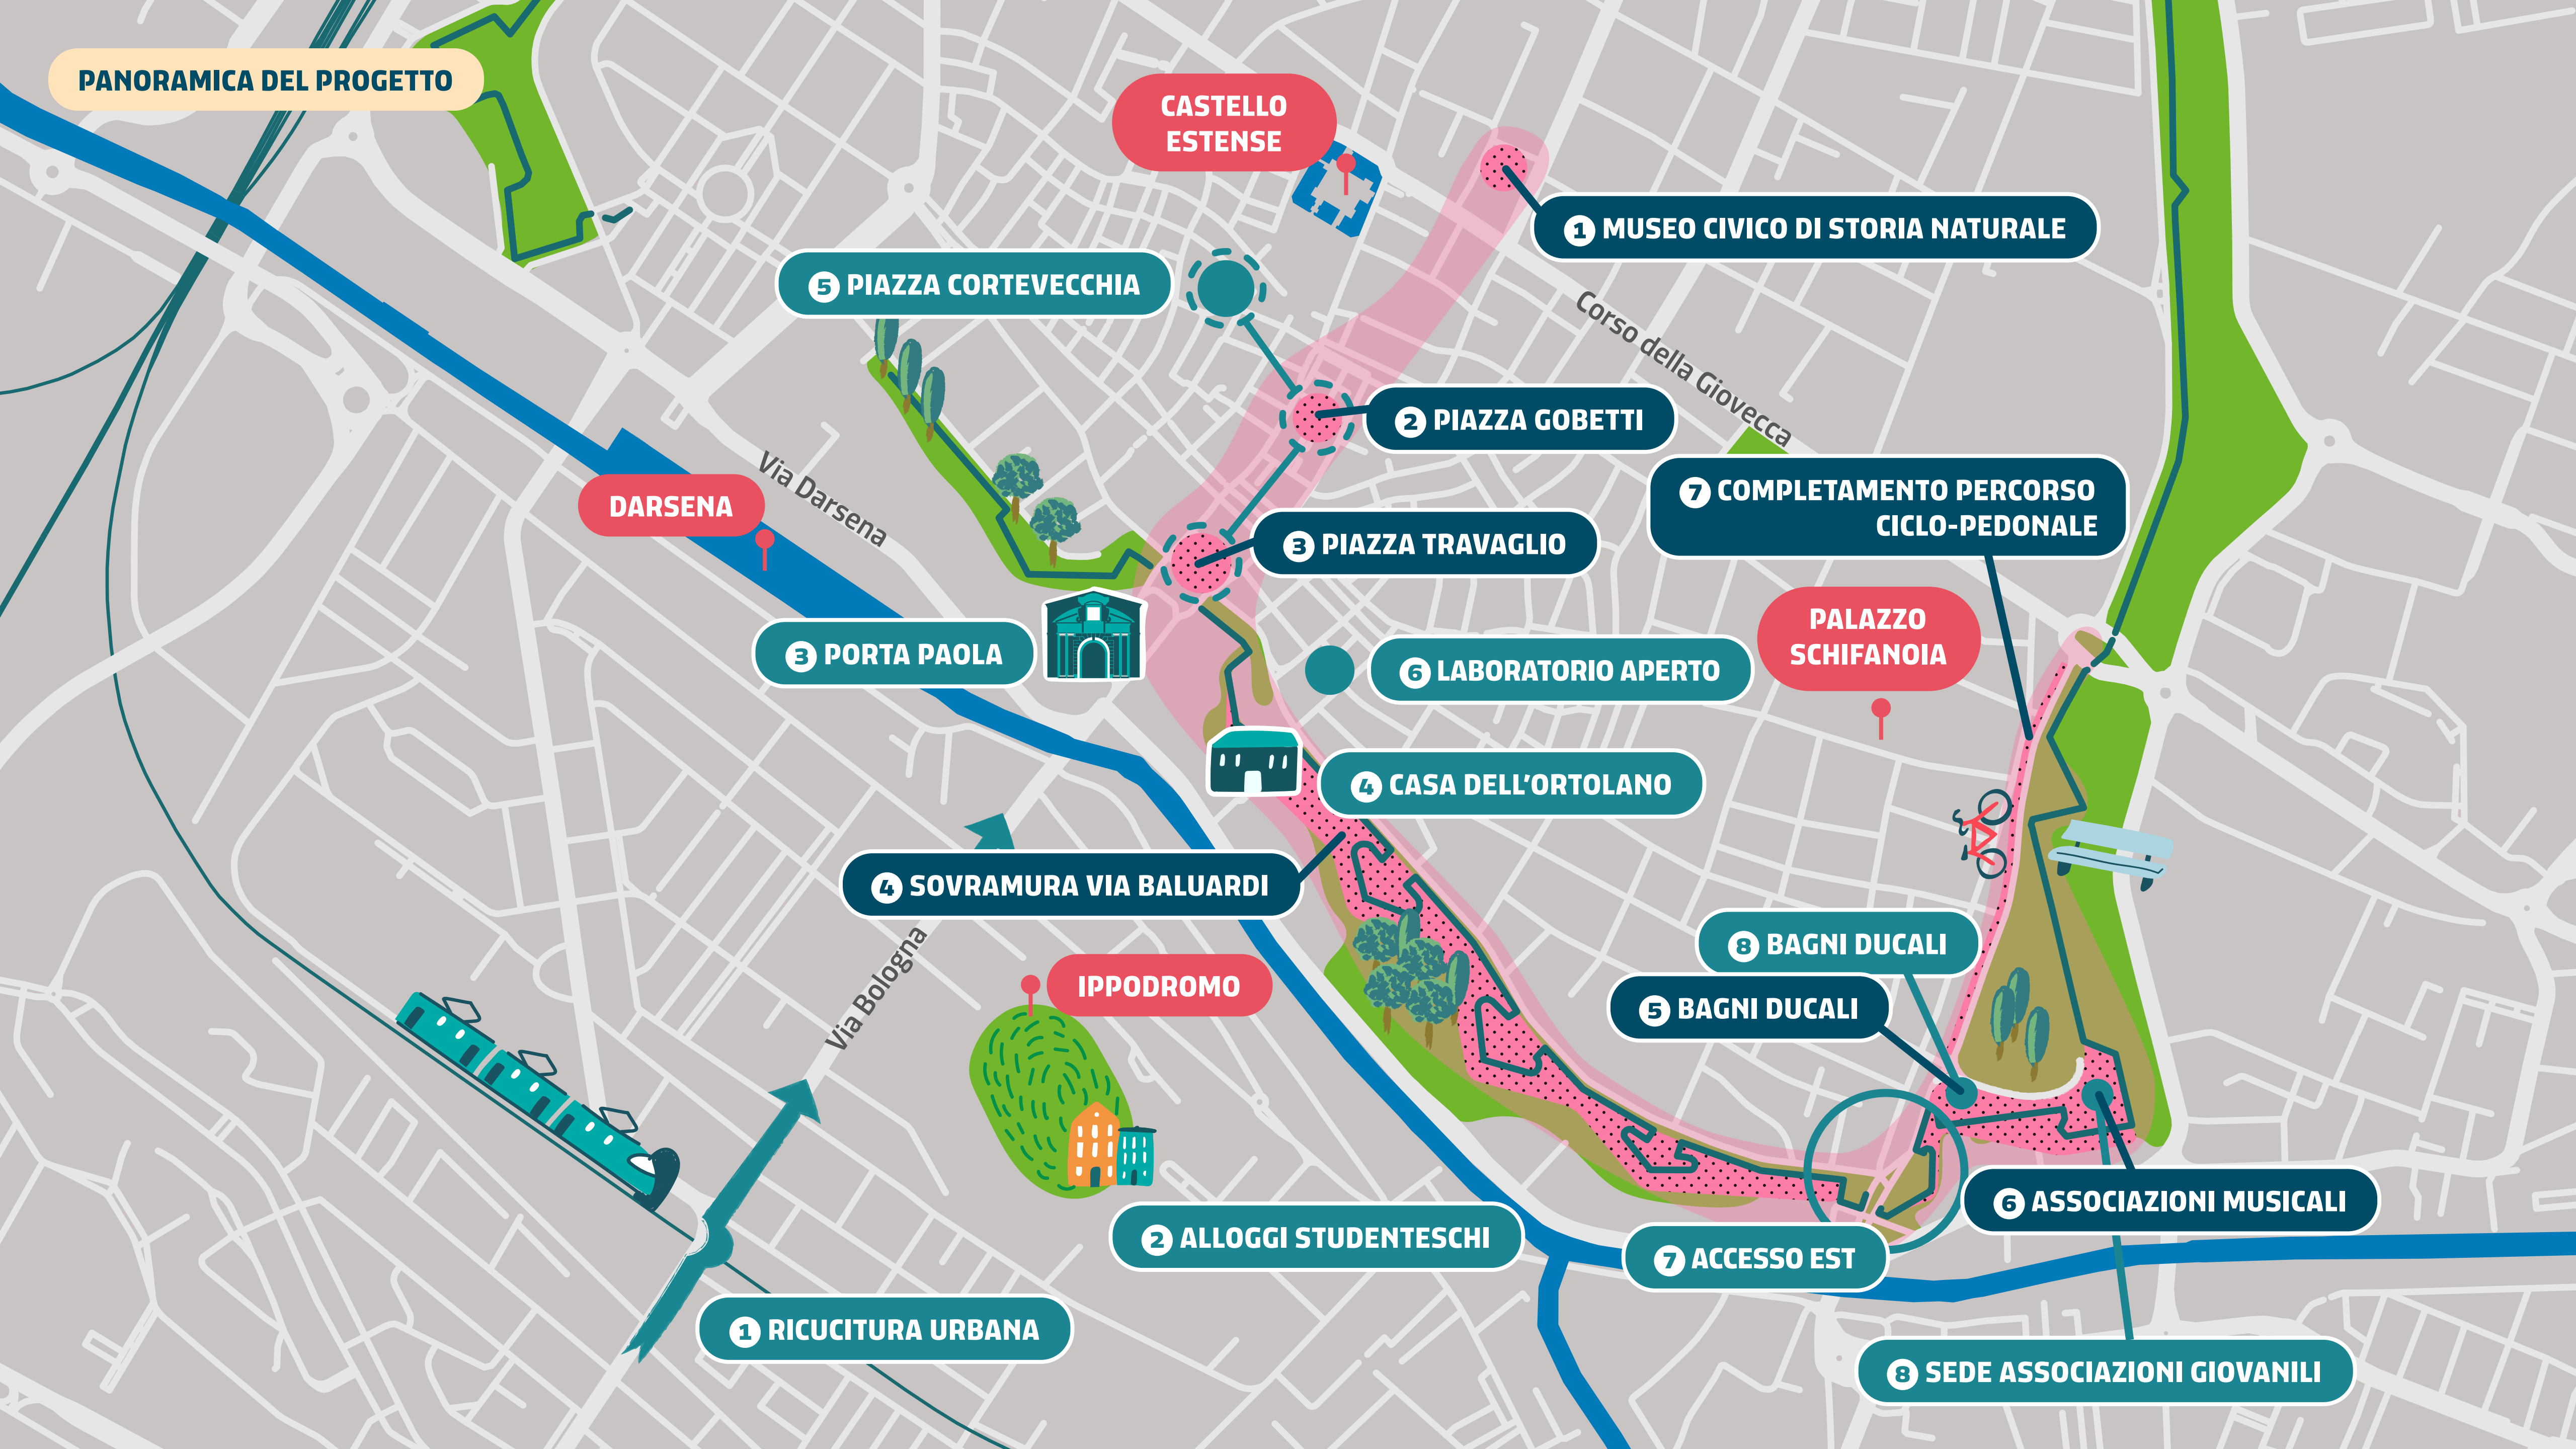 PANORAMICA DEL PROGETTO
CASTELLO
ESTENSE
1 MUSEO CIVICO DI STORIA NATURALE
5 PIAZZA CORTEVECCHIA
Corso della Giovecca
2 PIAZZA GOBETTI
Via Darsena
DARSENA
7 COMPLETAMENTO PERCORSO
CICLO-PEDONALE
3 PIAZZA TRAVAGLIO
PALAZZO
SCHIFANOIA
3 PORTA PAOLA
6 LABORATORIO APERTO
4 CASA DELL'ORTOLANO
4 SOVRAMURA VIA BALUARDI
8 BAGNI DUCALI
Via Bologna
IPPODROMO
5 BAGNI DUCALI
6 ASSOCIAZIONI MUSICALI
2 ALLOGGI STUDENTESCHI
7 ACCESSO EST
1 RICUCITURA URBANA
8 SEDE ASSOCIAZIONI GIOVANILI